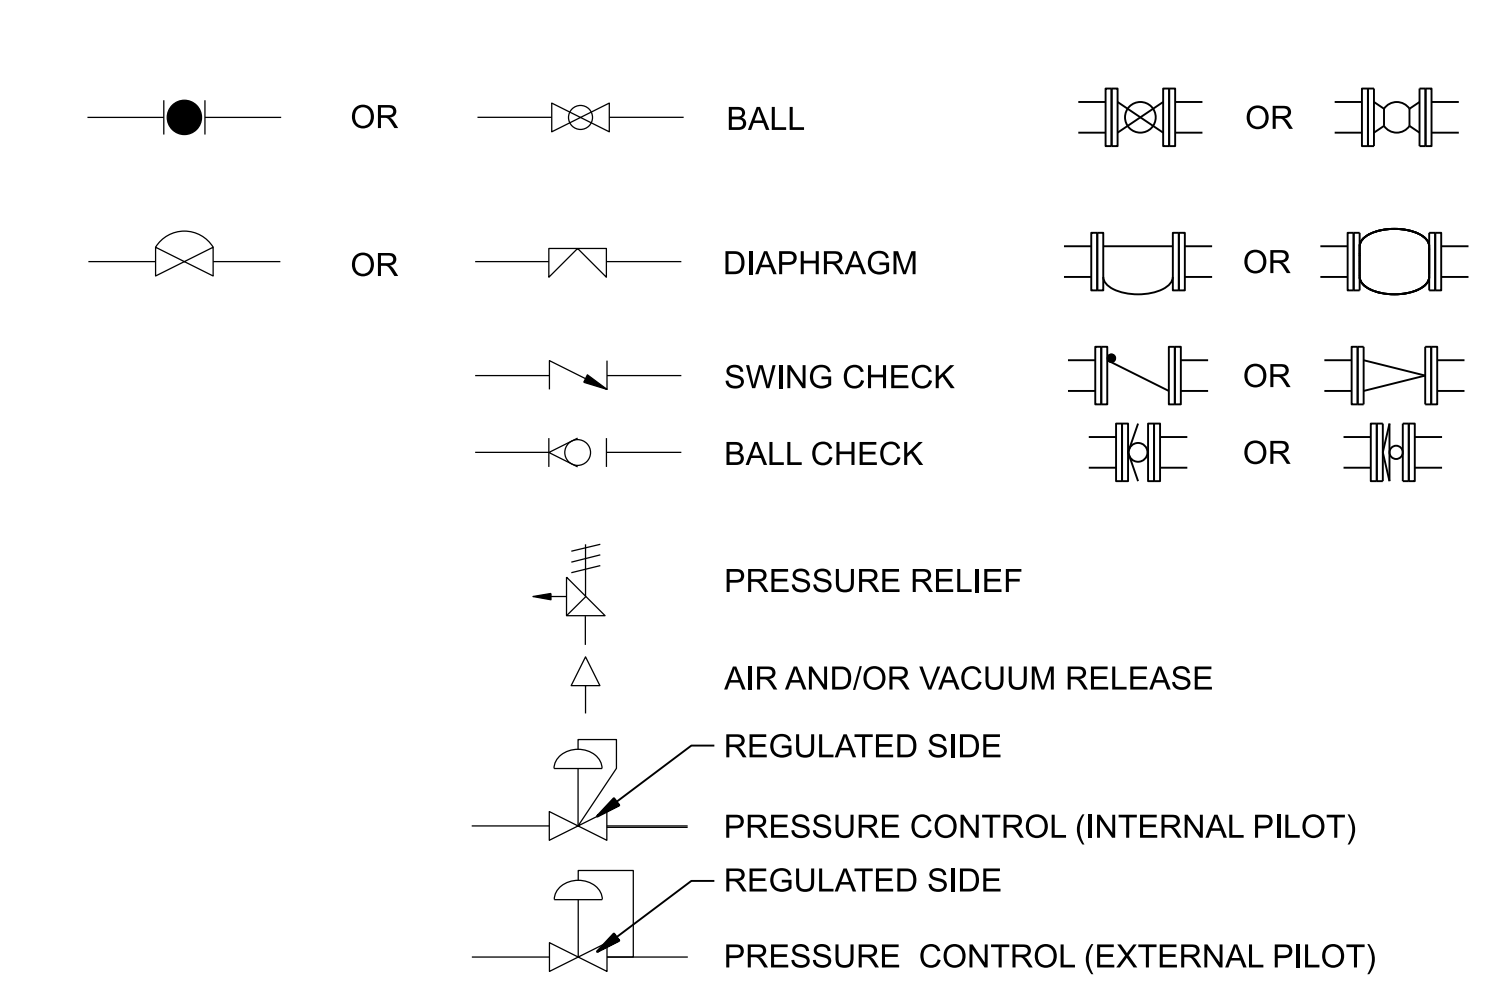 OR BALL OR
OR DIAPHRAGM OR
SWING CHECK OR
BALL CHECK OR
PRESSURE RELIEF
AIR AND/OR VACUUM RELEASE
REGULATED SIDE
PRESSURE CONTROL (INTERNAL PILOT)
REGULATED SIDE
PRESSURE CONTROL (EXTERNAL PILOT)